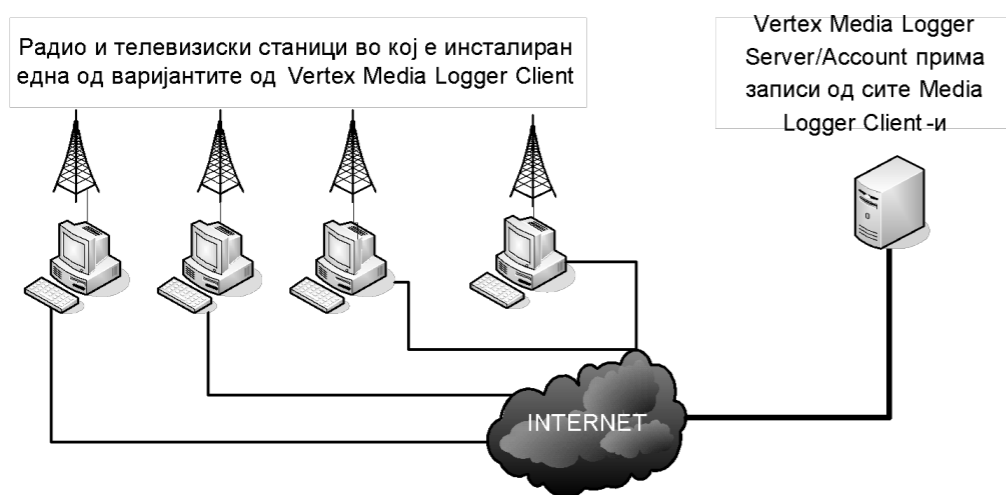 Радио и телевизиски станици во кој е инсталиран
една од варијантите од Vertex Media Logger Client
Vertex Media Logger
Server/Account прима
записи од сите Media
Logger Client-и
INTERNET